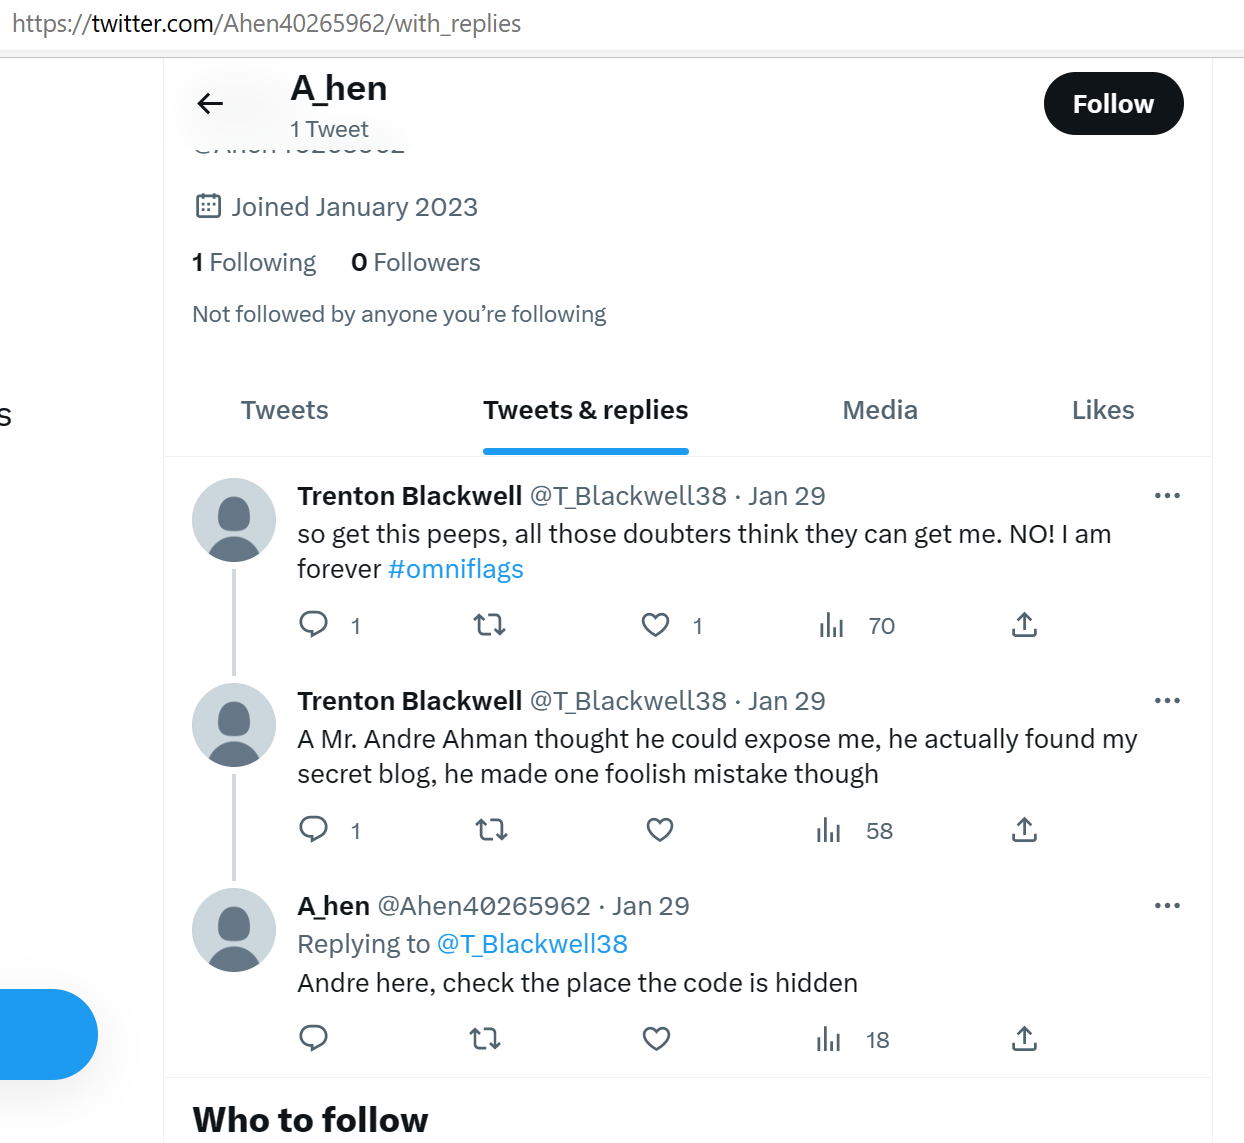 https://twitter.com/Ahen40265962/with_replies
A_hen
1 Tweet
Follow
@Ahen40265962
Joined January 2023
1 Following 0 Followers
Not followed by anyone you’re following
s
Tweets Tweets & replies Media Likes
Trenton Blackwell @T_Blackwell38 · Jan 29
so get this peeps, all those doubters think they can get me. NO! I am
forever #omniflags
1 1 70
Trenton Blackwell @T_Blackwell38 · Jan 29
A Mr. Andre Ahman thought he could expose me, he actually found my
secret blog, he made one foolish mistake though
1 58
A_hen @Ahen40265962 · Jan 29
Replying to @T_Blackwell38
Andre here, check the place the code is hidden
18
Who to follow